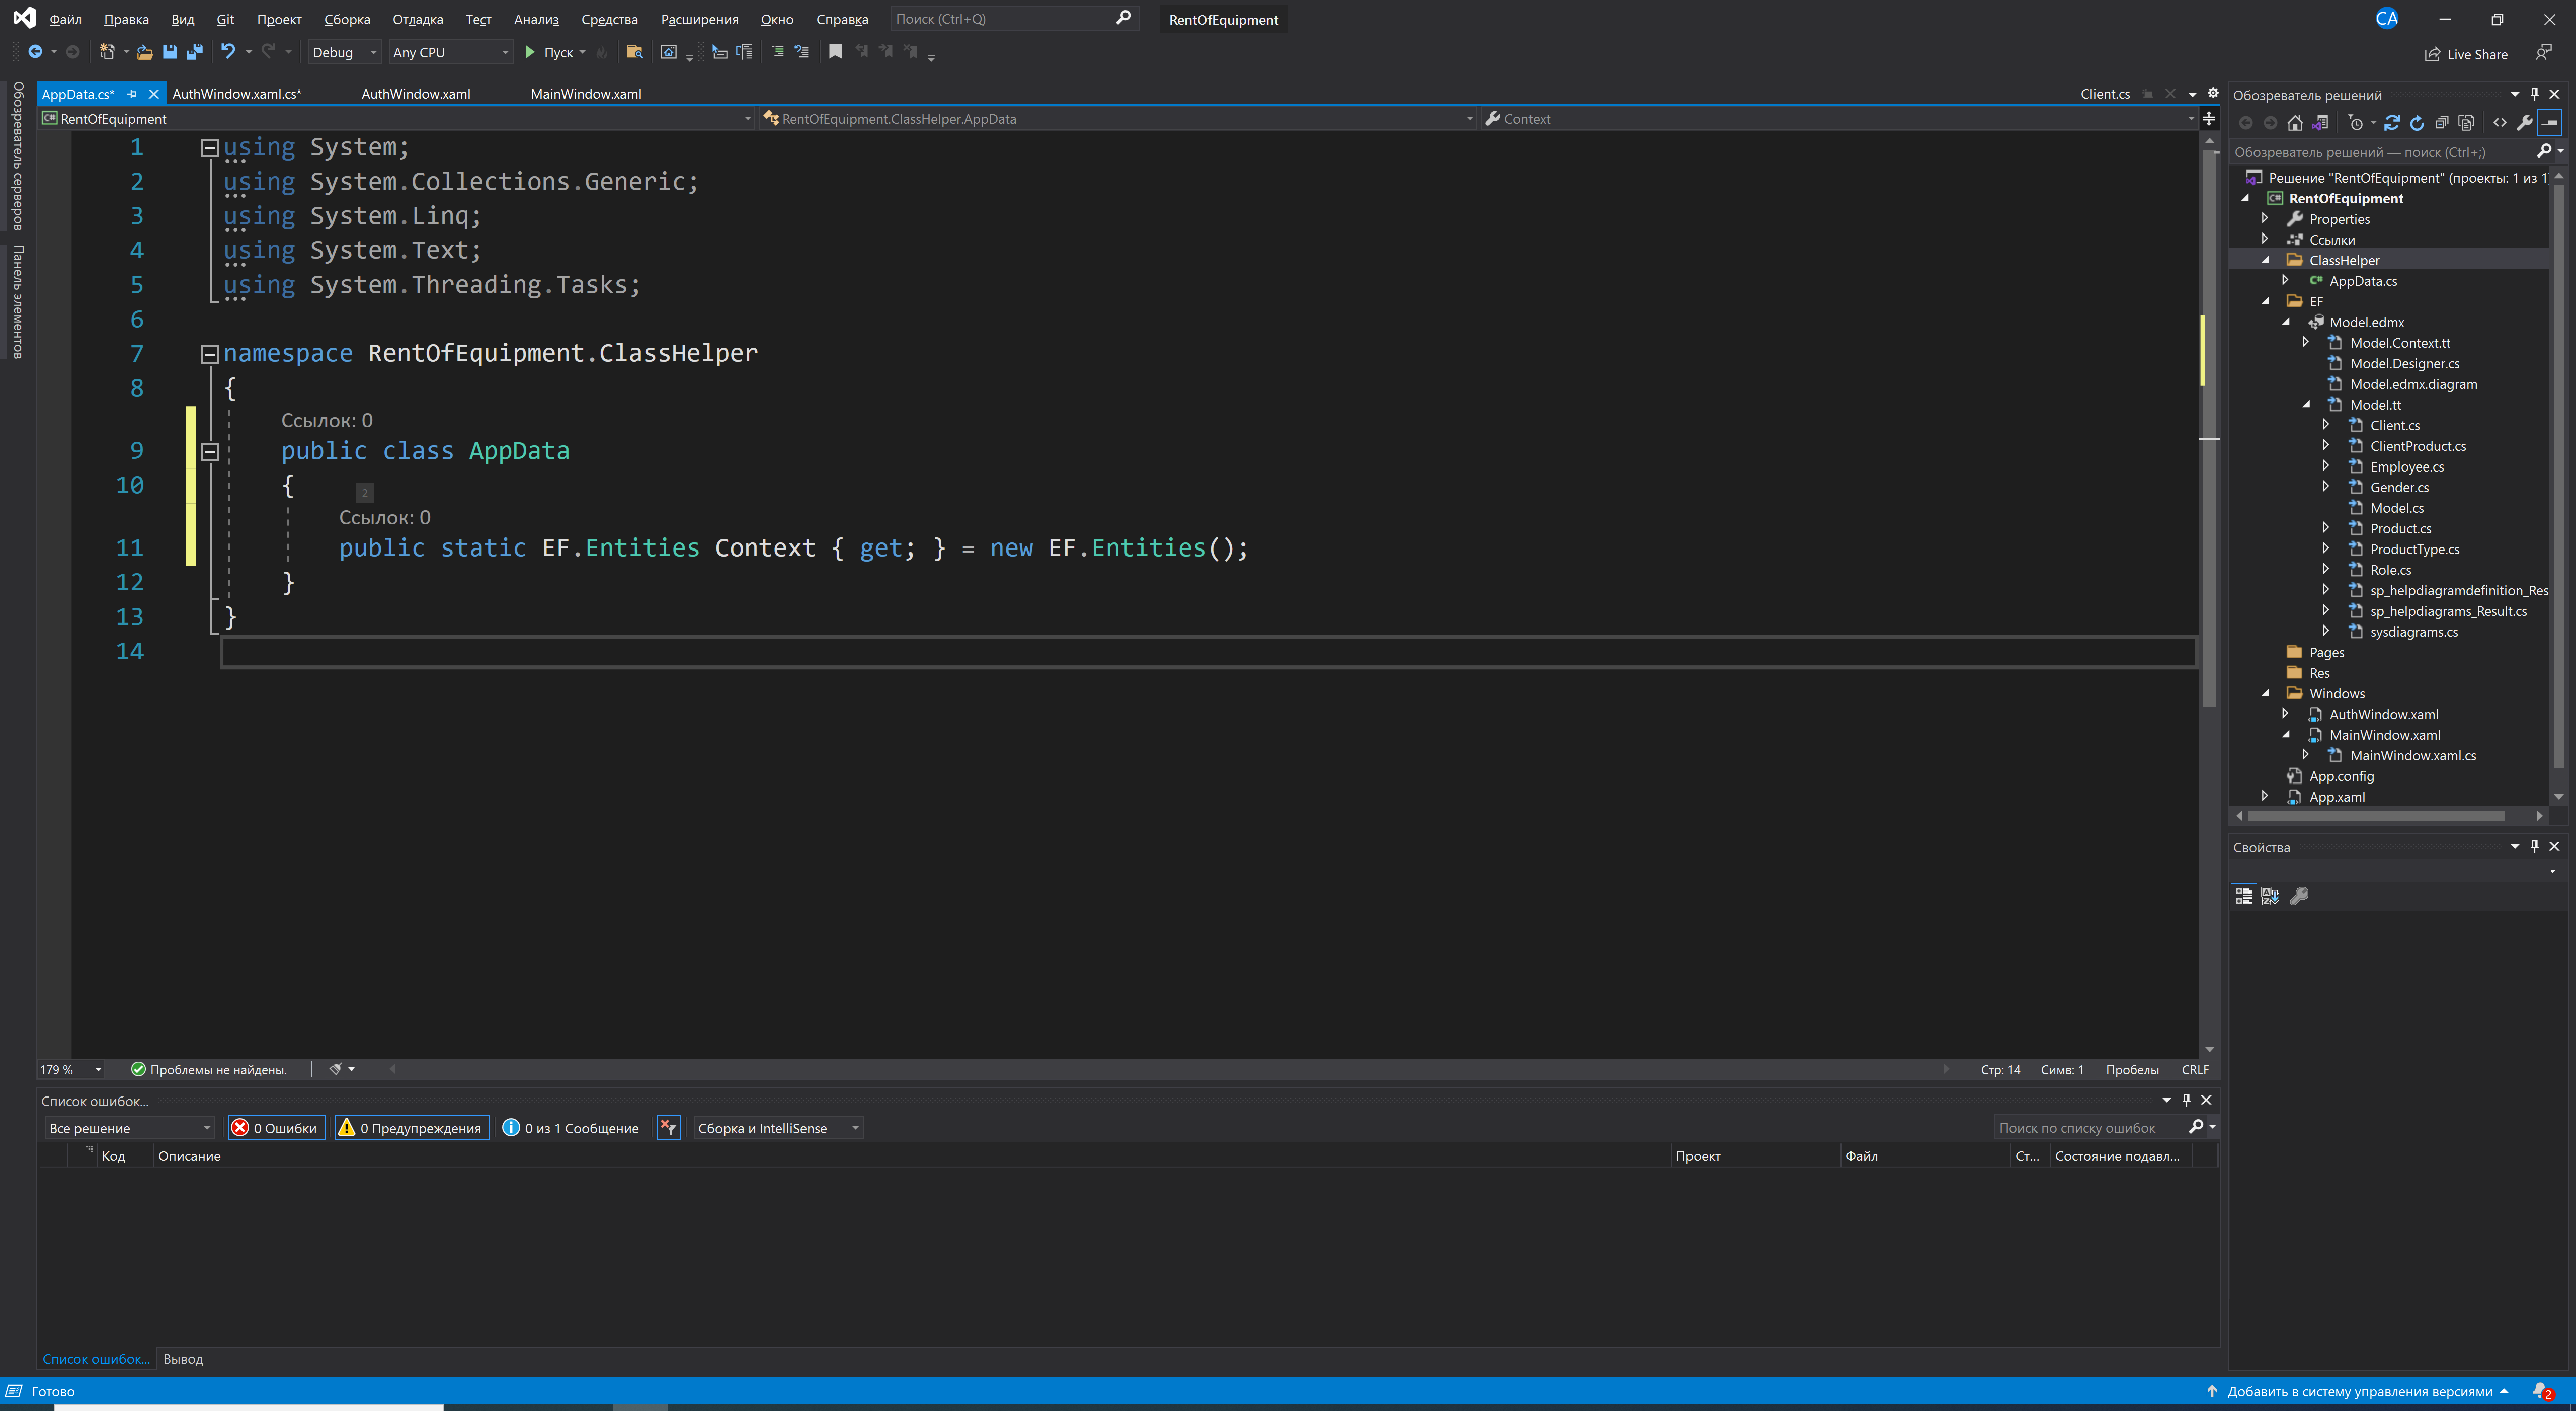 Файл Правка Вид Git Проект Сборка Отладка Тест Анализ Средства Расширения Окно Справка Поиск (Ctrl+Q) RentOfEquipment CA
Debug Any CPU Пуск Live Share
Обозреватель серверов
Панель элементов
AppData.cs* AuthWindow.xaml.cs* AuthWindow.xaml MainWindow.xaml Client.cs
RentOfEquipment RentOfEquipment.ClassHelper.AppData Context
1 using System;
2 using System.Collections.Generic;
3 using System.Linq;
4 using System.Text;
5 using System.Threading.Tasks;
6
7 namespace RentOfEquipment.ClassHelper
8 {
Ссылок: 0
9 public class AppData
10 {
2
Ссылок: 0
11 public static EF.Entities Context { get; } = new EF.Entities();
12 }
13 }
14
179 % Проблемы не найдены. Стр: 14 Симв: 1 Пробелы CRLF
Список ошибок...
Все решение 0 Ошибки 0 Предупреждения 0 из 1 Сообщение Сборка и IntelliSense Поиск по списку ошибок
Код Описание Проект Файл Ст... Состояние подавл...
Список ошибок... Вывод
Обозреватель решений
Обозреватель решений — поиск (Ctrl+;)
Решение "RentOfEquipment" (проекты: 1 из 1
RentOfEquipment
Properties
Ссылки
ClassHelper
AppData.cs
EF
Model.edmx
Model.Context.tt
Model.Designer.cs
Model.edmx.diagram
Model.tt
Client.cs
ClientProduct.cs
Employee.cs
Gender.cs
Model.cs
Product.cs
ProductType.cs
Role.cs
sp_helpdiagramdefinition_Res
sp_helpdiagrams_Result.cs
sysdiagrams.cs
Pages
Res
Windows
AuthWindow.xaml
MainWindow.xaml
MainWindow.xaml.cs
App.config
App.xaml
Свойства
Готово Добавить в систему управления версиями 2